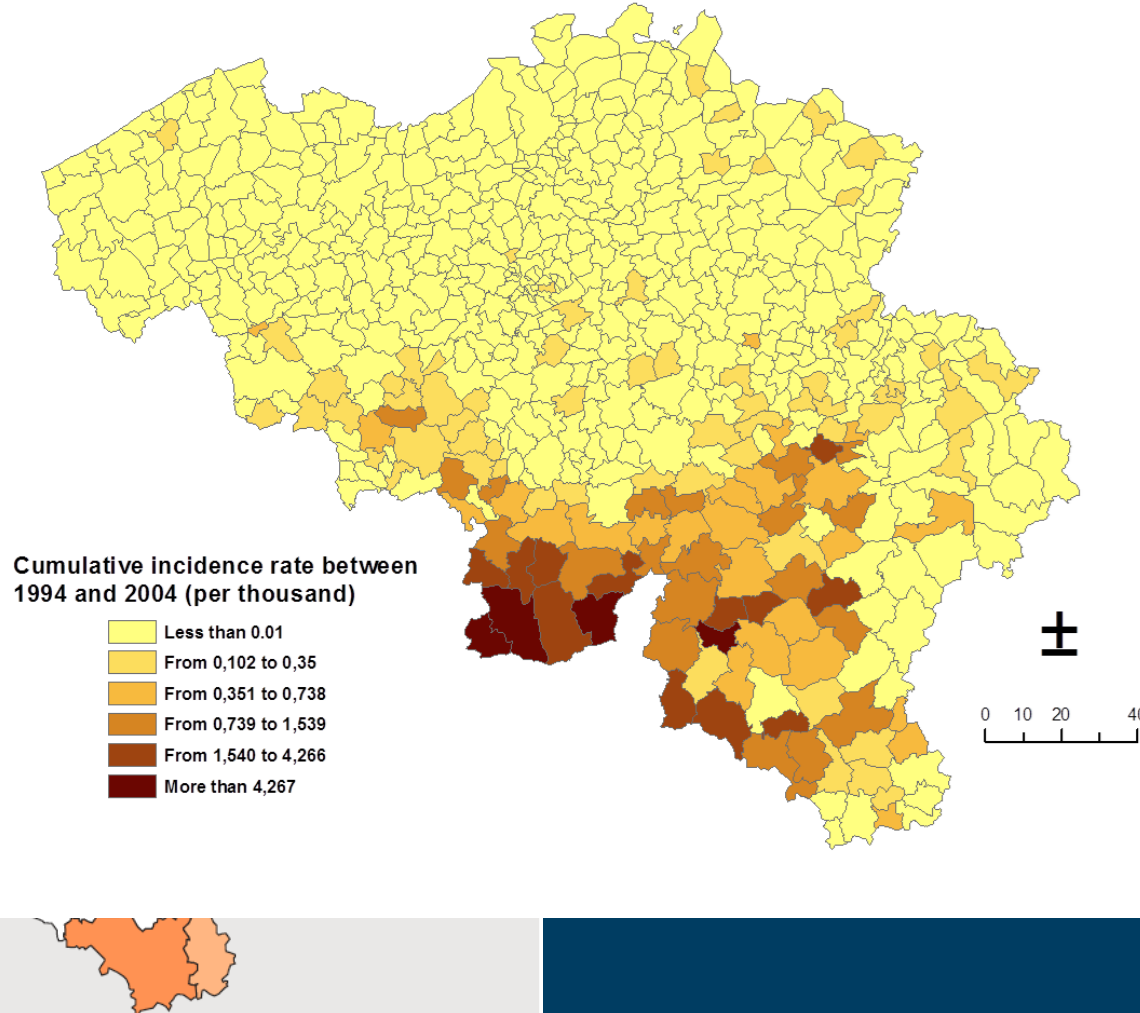 Cumulative incidence rate between
1994 and 2004 (per thousand)
Less than 0.01
From 0,102 to 0,35
From 0,351 to 0,738
From 0,739 to 1,539
From 1,540 to 4,266
More than 4,267
±
0 10 20 40